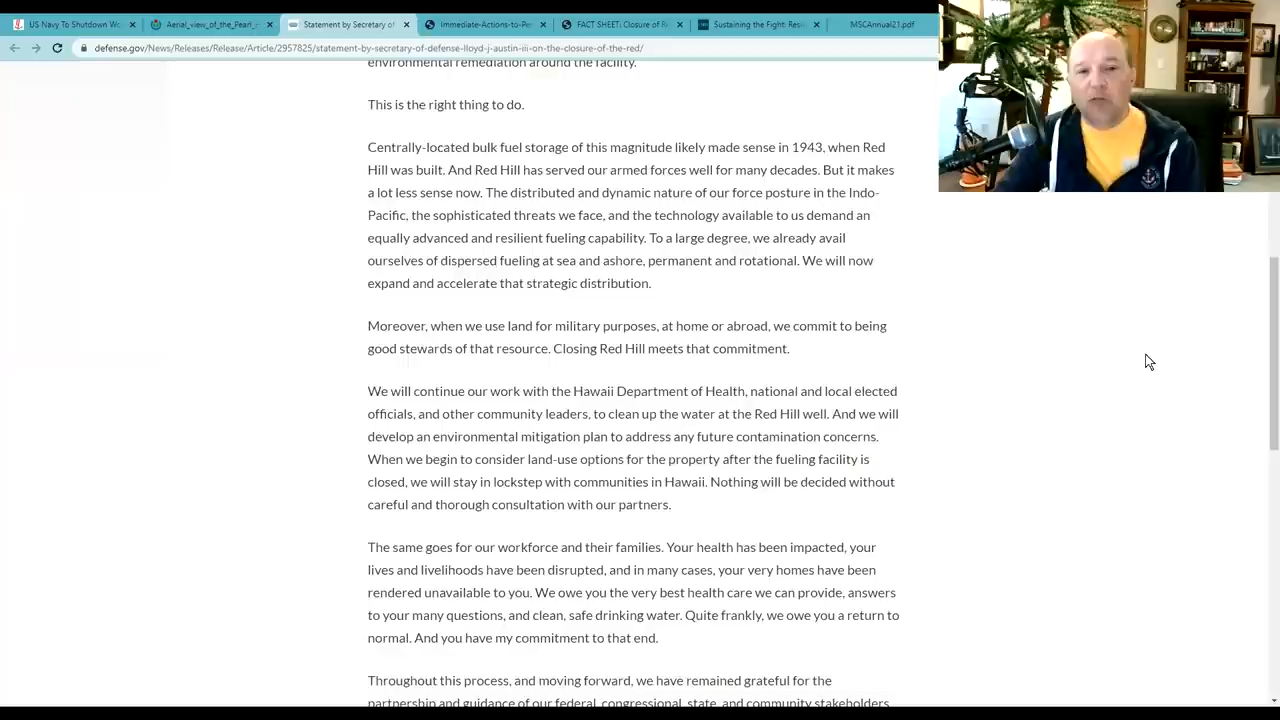 US Navy To Shutdown Wo
Aerial_view_of_the_Pearl_
Statement by Secretary of
Immediate-Actions-to-Pe
FACT SHEET: Closure of R
Sustaining the Fight: Resi
MSCAnnual21.pdf
defense.gov/News/Releases/Release/Article/2957825/statement-by-secretary-of-defense-lloyd-j-austin-iii-on-the-closure-of-the-red/
environmental remediation around the facility.
This is the right thing to do.
Centrally-located bulk fuel storage of this magnitude likely made sense in 1943, when Red
Hill was built. And Red Hill has served our armed forces well for many decades. But it makes
a lot less sense now. The distributed and dynamic nature of our force posture in the Indo-
Pacific, the sophisticated threats we face, and the technology available to us demand an
equally advanced and resilient fueling capability. To a large degree, we already avail
ourselves of dispersed fueling at sea and ashore, permanent and rotational. We will now
expand and accelerate that strategic distribution.
Moreover, when we use land for military purposes, at home or abroad, we commit to being
good stewards of that resource. Closing Red Hill meets that commitment.
We will continue our work with the Hawaii Department of Health, national and local elected
officials, and other community leaders, to clean up the water at the Red Hill well. And we will
develop an environmental mitigation plan to address any future contamination concerns.
When we begin to consider land-use options for the property after the fueling facility is
closed, we will stay in lockstep with communities in Hawaii. Nothing will be decided without
careful and thorough consultation with our partners.
The same goes for our workforce and their families. Your health has been impacted, your
lives and livelihoods have been disrupted, and in many cases, your very homes have been
rendered unavailable to you. We owe you the very best health care we can provide, answers
to your many questions, and clean, safe drinking water. Quite frankly, we owe you a return to
normal. And you have my commitment to that end.
Throughout this process, and moving forward, we have remained grateful for the
partnership and guidance of our federal, congressional, state, and community stakeholders